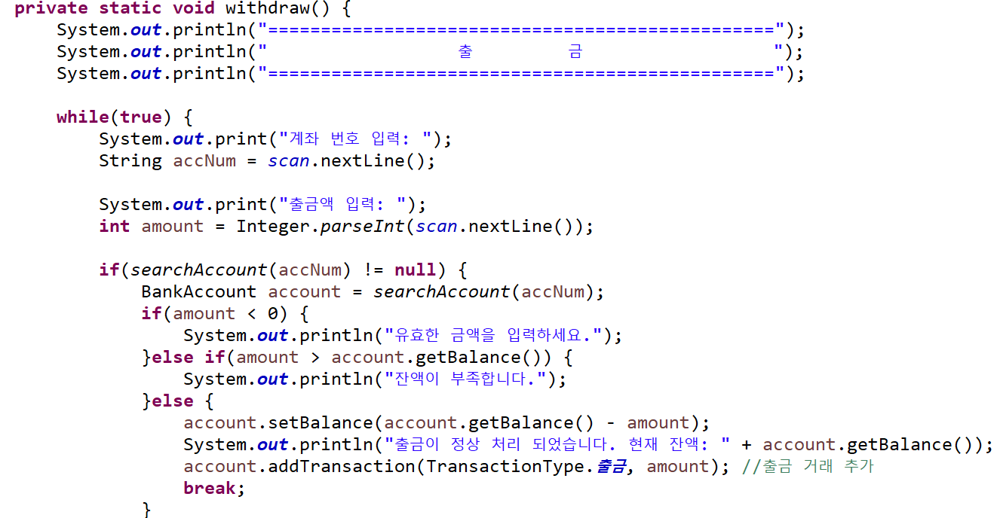 private static void withdraw() {
System.out.println("================================================");
System.out.println("                  출         금                  ");
System.out.println("================================================");
while(true) {
System.out.print("계좌 번호 입력: ");
String accNum = scan.nextLine();
System.out.print("출금액 입력: ");
int amount = Integer.parseInt(scan.nextLine());
if(searchAccount(accNum) != null) {
BankAccount account = searchAccount(accNum);
if(amount < 0) {
System.out.println("유효한 금액을 입력하세요.");
}else if(amount > account.getBalance()) {
System.out.println("잔액이 부족합니다.");
}else {
account.setBalance(account.getBalance() - amount);
System.out.println("출금이 정상 처리 되었습니다. 현재 잔액: " + account.getBalance());
account.addTransaction(TransactionType.출금, amount); //출금 거래 추가
break;
}